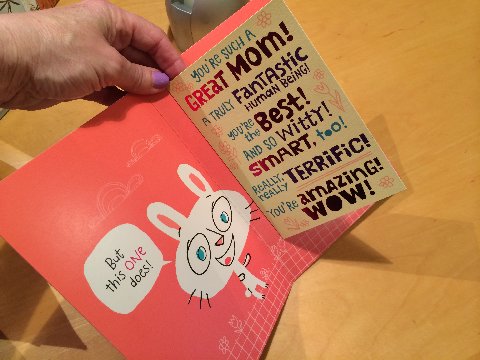 YOU'RE SUCH A
GREAT MOM!
A TRULY FANTASTIC
HUMAN BEING!
YOU'RE the BEST!
AND SO WITTY!
SMART, too!
REALLY, REALLY TERRIFIC!
YOU'RE aMaZiNG!
WOW!
But
this ONE
does!